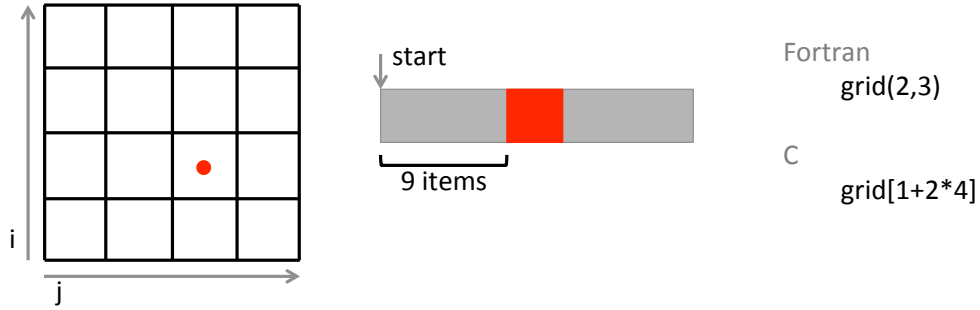 i
j
start
9 items
Fortran
grid(2,3)
C
grid[1+2*4]